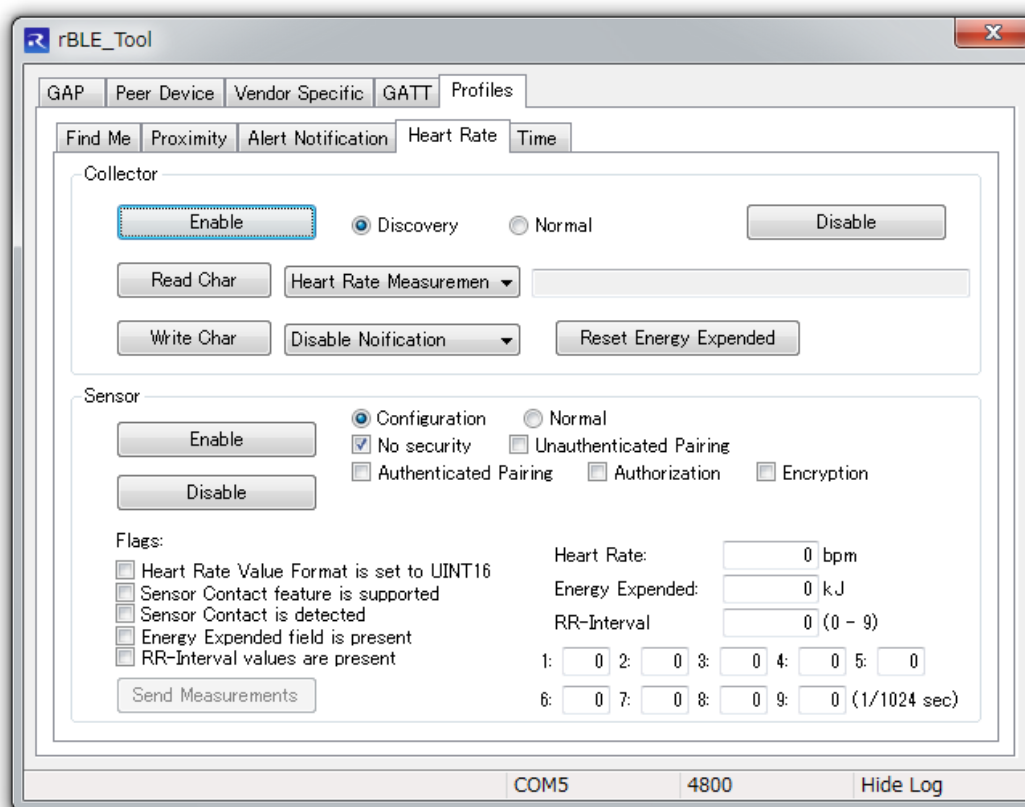 rBLE_Tool
GAP Peer Device Vendor Specific GATT Profiles
Find Me Proximity Alert Notification Heart Rate Time
Collector
Enable Discovery Normal Disable
Read Char Heart Rate Measuremen
Write Char Disable Noification Reset Energy Expended
Sensor
Enable
Configuration Normal
No security Unauthenticated Pairing
Authenticated Pairing Authorization Encryption
Disable
Flags:
Heart Rate Value Format is set to UINT16
Sensor Contact feature is supported
Sensor Contact is detected
Energy Expended field is present
RR-Interval values are present
Send Measurements
Heart Rate: 0 bpm
Energy Expended: 0 kJ
RR-Interval 0 (0 - 9)
1: 0 2: 0 3: 0 4: 0 5: 0
6: 0 7: 0 8: 0 9: 0 (1/1024 sec)
COM5 4800 Hide Log